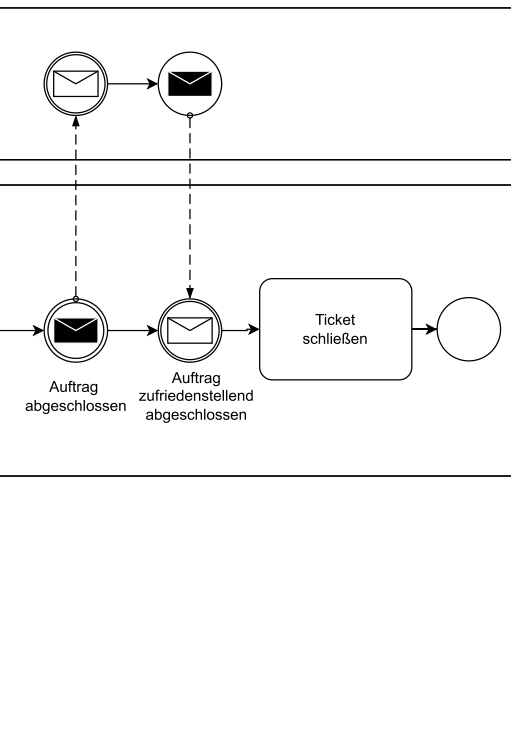 Auftrag
abgeschlossen
Auftrag
zufriedenstellend
abgeschlossen
Ticket
schließen